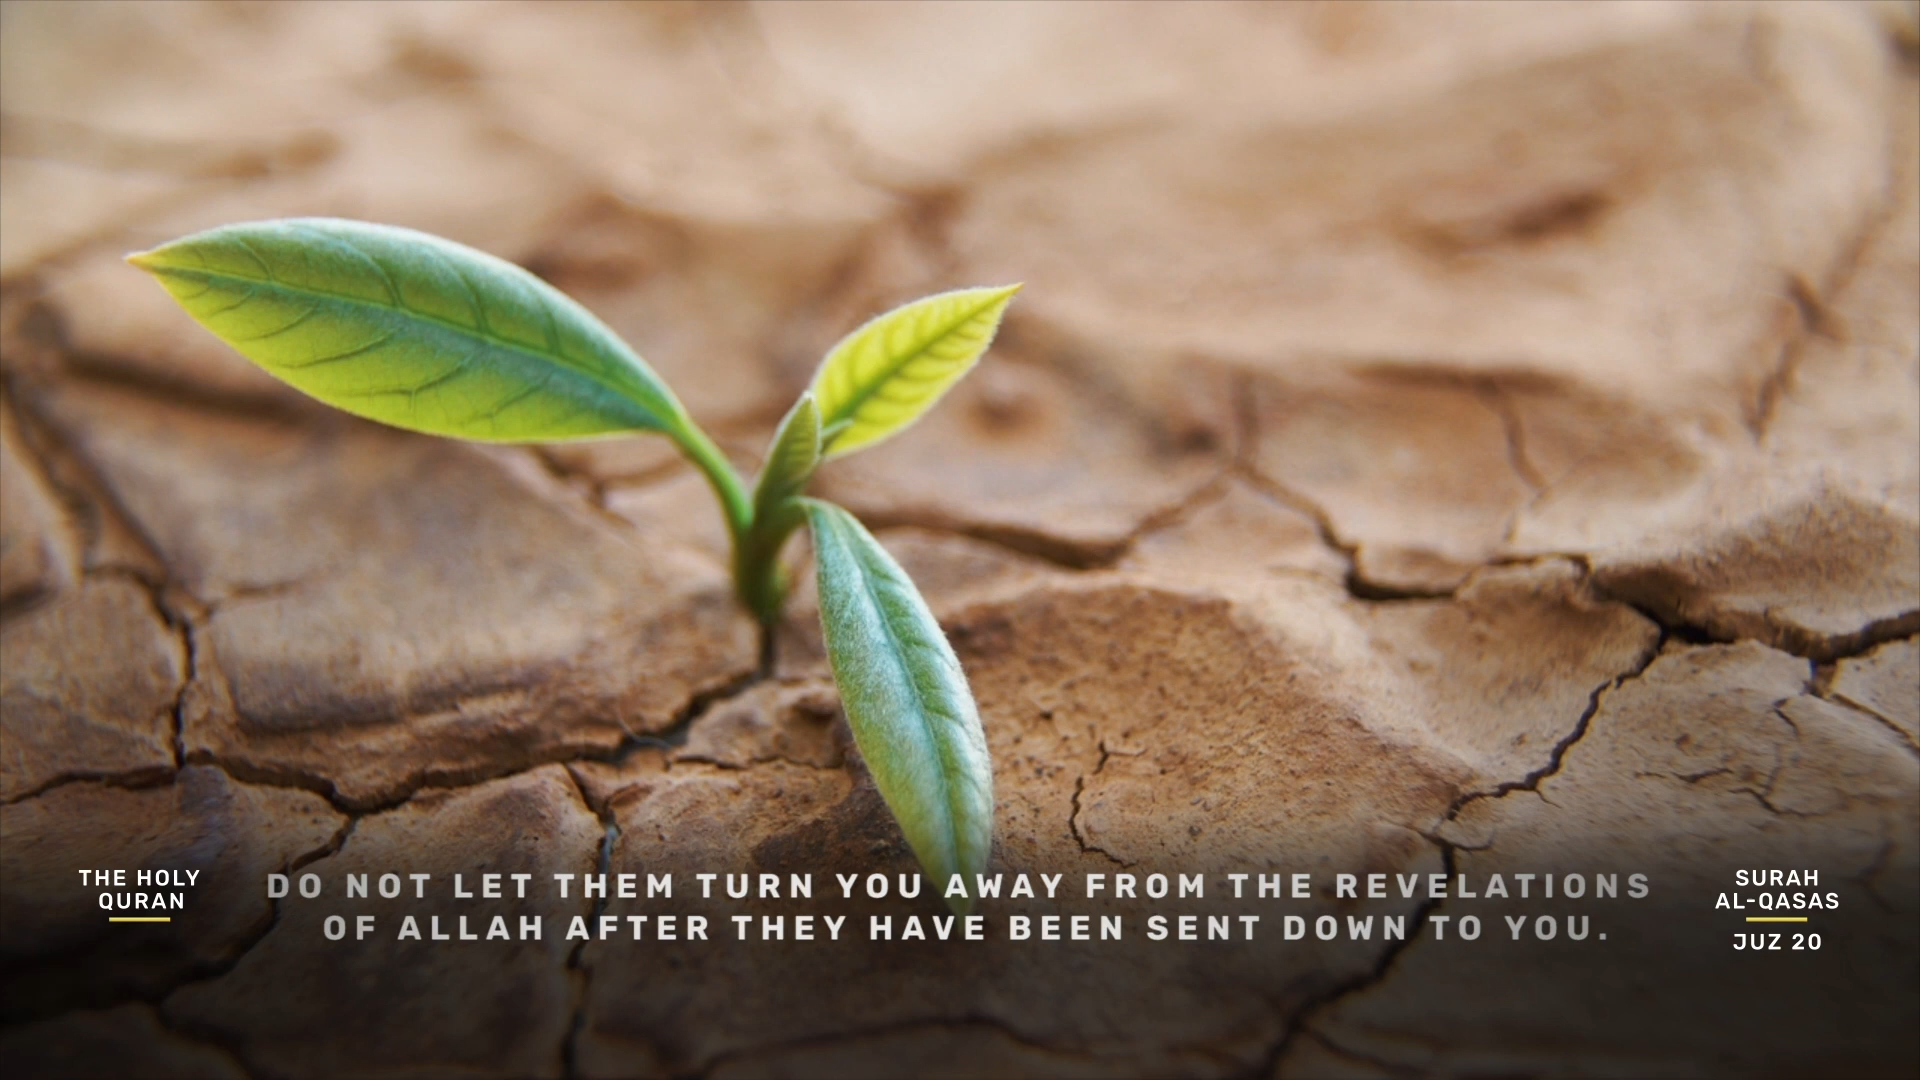 THE HOLY
QURAN
DO NOT LET THEM TURN YOU AWAY FROM THE REVELATIONS
OF ALLAH AFTER THEY HAVE BEEN SENT DOWN TO YOU.
SURAH
AL-QASAS
JUZ 20